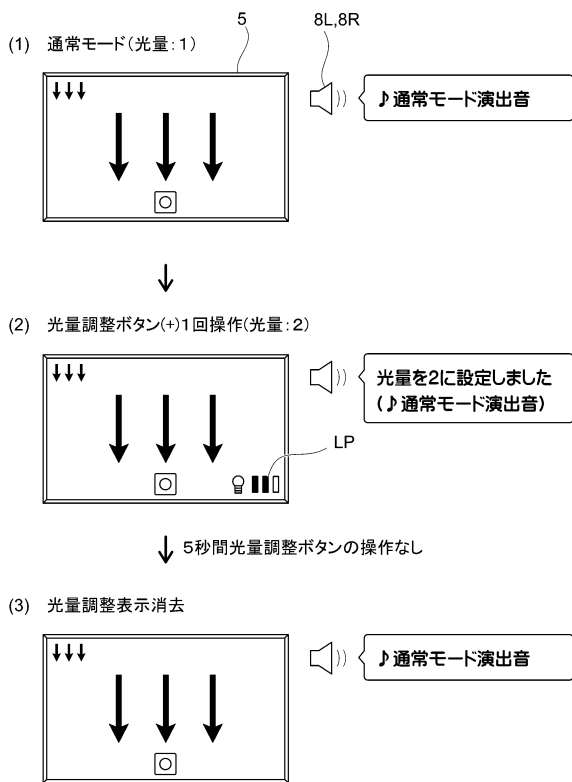 5
8L,8R
(1) 通常モード(光量:1)
♪通常モード演出音
(2) 光量調整ボタン(+)1回操作(光量:2)
光量を2に設定しました
(♪通常モード演出音)
LP
5秒間光量調整ボタンの操作なし
(3) 光量調整表示消去
♪通常モード演出音